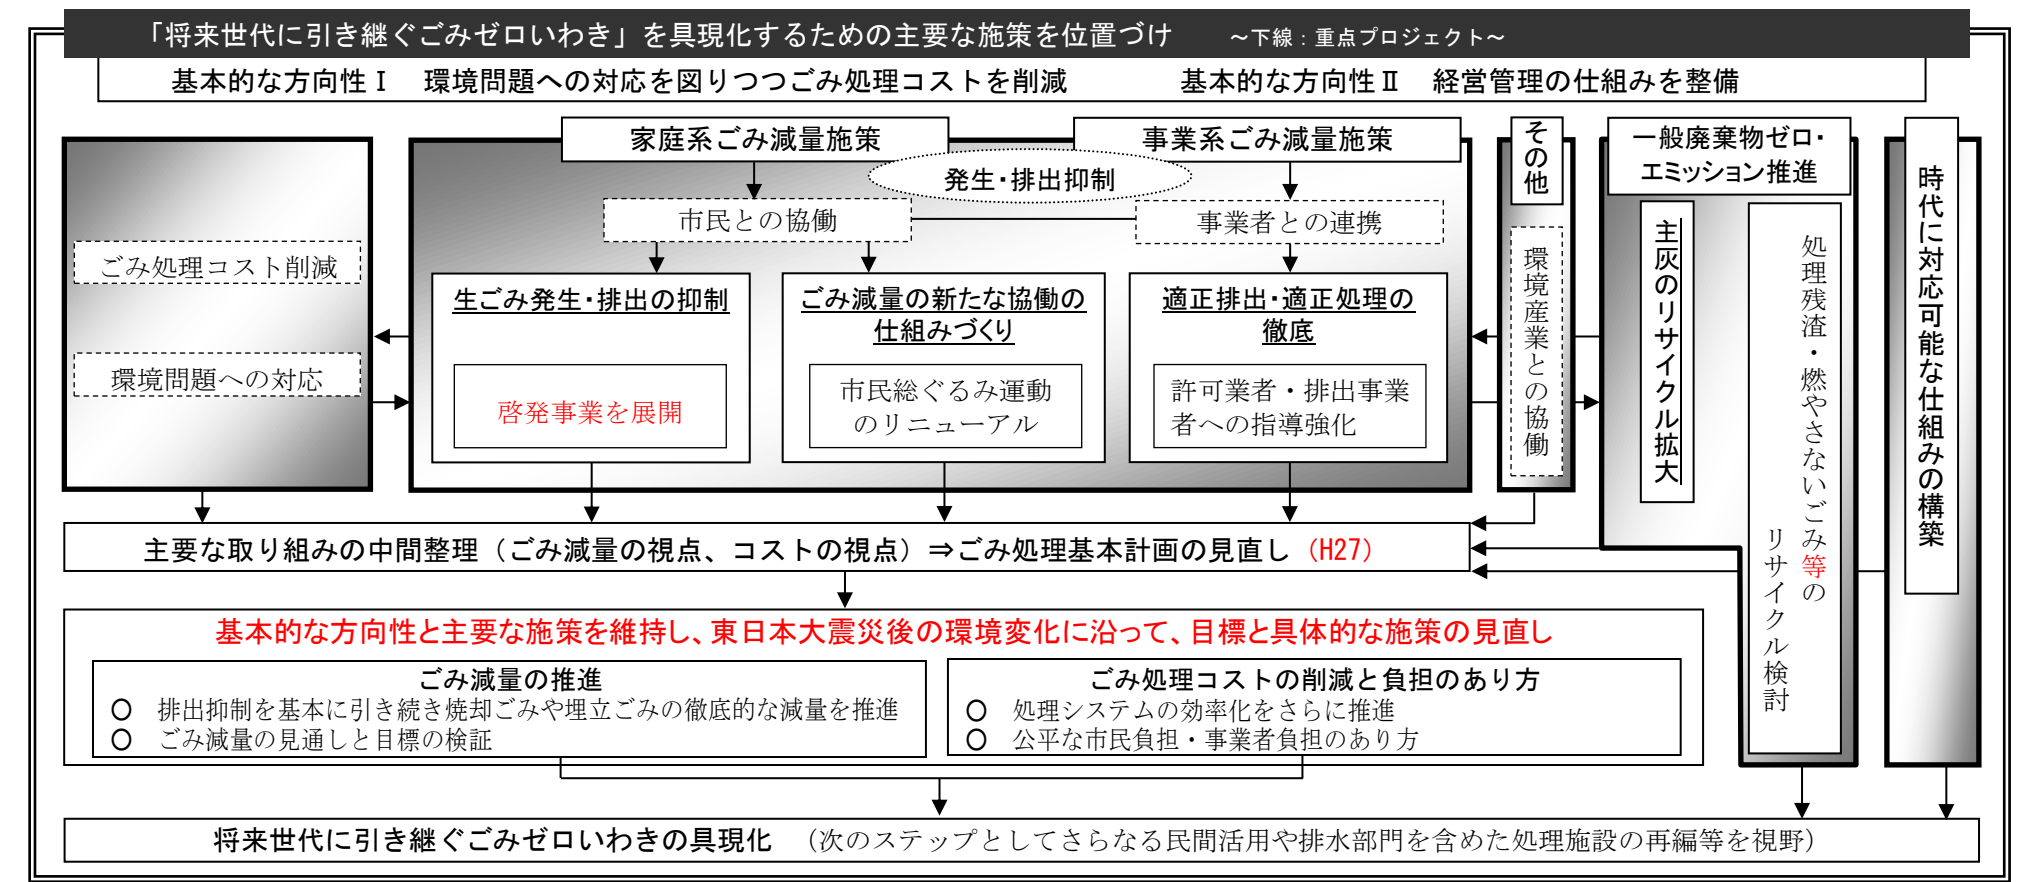 「将来世代に引き継ぐごみゼロいわき」を具現化するための主要な施策を位置づけ　～下線：重点プロジェクト～
基本的な方向性Ⅰ　環境問題への対応を図りつつごみ処理コストを削減　基本的な方向性Ⅱ　経営管理の仕組みを整備
ごみ処理コスト削減
環境問題への対応
家庭系ごみ減量施策
事業系ごみ減量施策
発生・排出抑制
市民との協働
事業者との連携
生ごみ発生・排出の抑制
啓発事業を展開
ごみ減量の新たな協働の
仕組みづくり
市民総ぐるみ運動
のリニューアル
適正排出・適正処理の
徹底
許可業者・排出事業
者への指導強化
その他
環境産業との協働
一般廃棄物ゼロ・
エミッション推進
主灰のリサイクル拡大
処理残渣・燃やさないごみ等の
リサイクル検討
時代に対応可能な仕組みの構築
主要な取り組みの中間整理（ごみ減量の視点、コストの視点）⇒ごみ処理基本計画の見直し（H27）
基本的な方向性と主要な施策を維持し、東日本大震災後の環境変化に沿って、目標と具体的な施策の見直し
ごみ減量の推進
○　排出抑制を基本に引き続き焼却ごみや埋立ごみの徹底的な減量を推進
○　ごみ減量の見通しと目標の検証
ごみ処理コストの削減と負担のあり方
○　処理システムの効率化をさらに推進
○　公平な市民負担・事業者負担のあり方
将来世代に引き継ぐごみゼロいわきの具現化　（次のステップとしてさらなる民間活用や排水部門を含めた処理施設の再編等を視野）